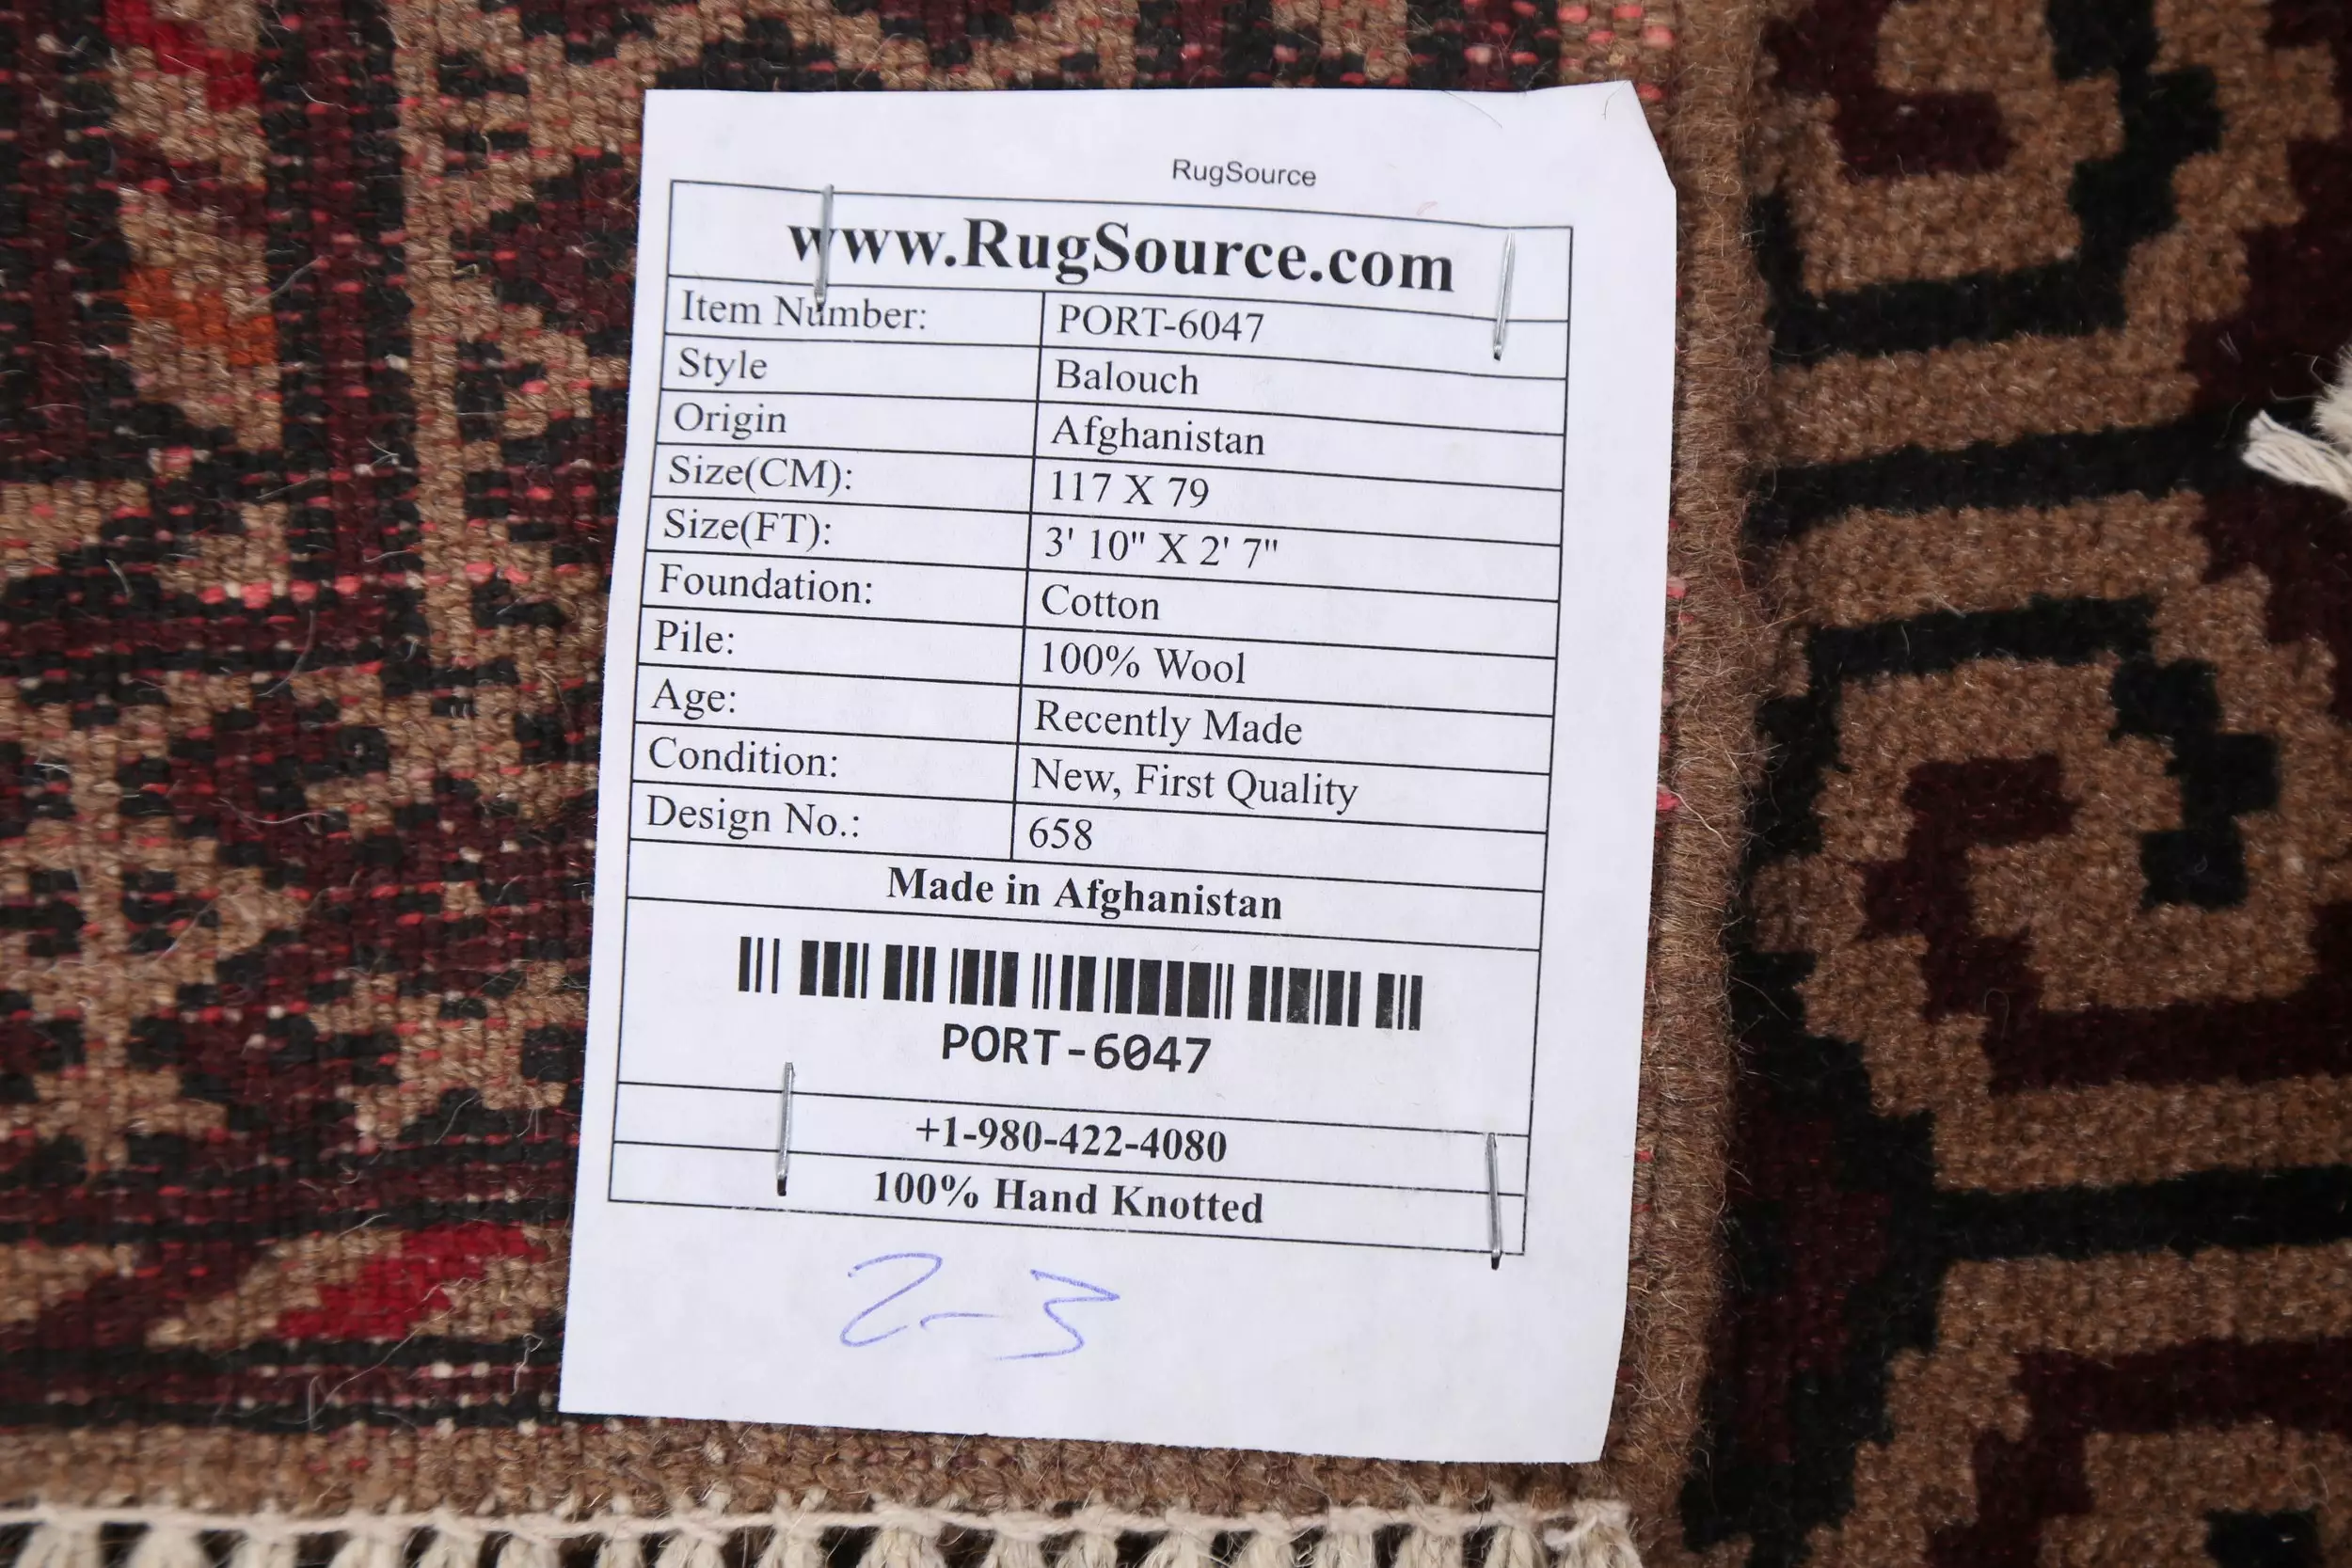 RugSource
www.RugSource.com
Item Number: PORT-6047
Style Balouch
Origin Afghanistan
Size(CM): 117 X 79
Size(FT): 3' 10" X 2' 7"
Foundation: Cotton
Pile: 100% Wool
Age: Recently Made
Condition: New, First Quality
Design No.: 658
Made in Afghanistan
PORT-6047
+1-980-422-4080
100% Hand Knotted
2-3